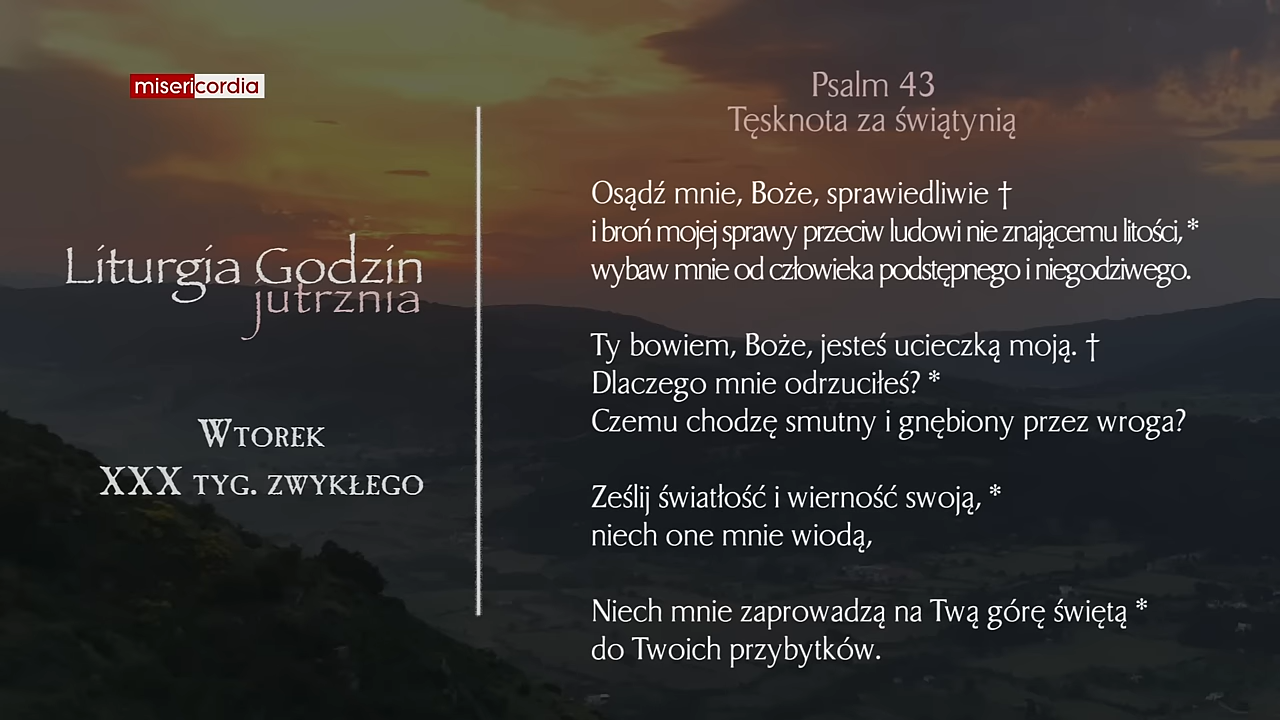 misericordia
Liturgia Godzin
jutrznia
Wtorek
XXX tyg. zwykłego
Psalm 43
Tęsknota za świątynią
Osądź mnie, Boże, sprawiedliwie †
i broń mojej sprawy przeciw ludowi nie znającemu litości, *
wybaw mnie od człowieka podstępnego i niegodziwego.
Ty bowiem, Boże, jesteś ucieczką moją. †
Dlaczego mnie odrzuciłeś? *
Czemu chodzę smutny i gnębiony przez wroga?
Ześlij światłość i wierność swoją, *
niech one mnie wiodą,
Niech mnie zaprowadzą na Twą górę świętą *
do Twoich przybytków.